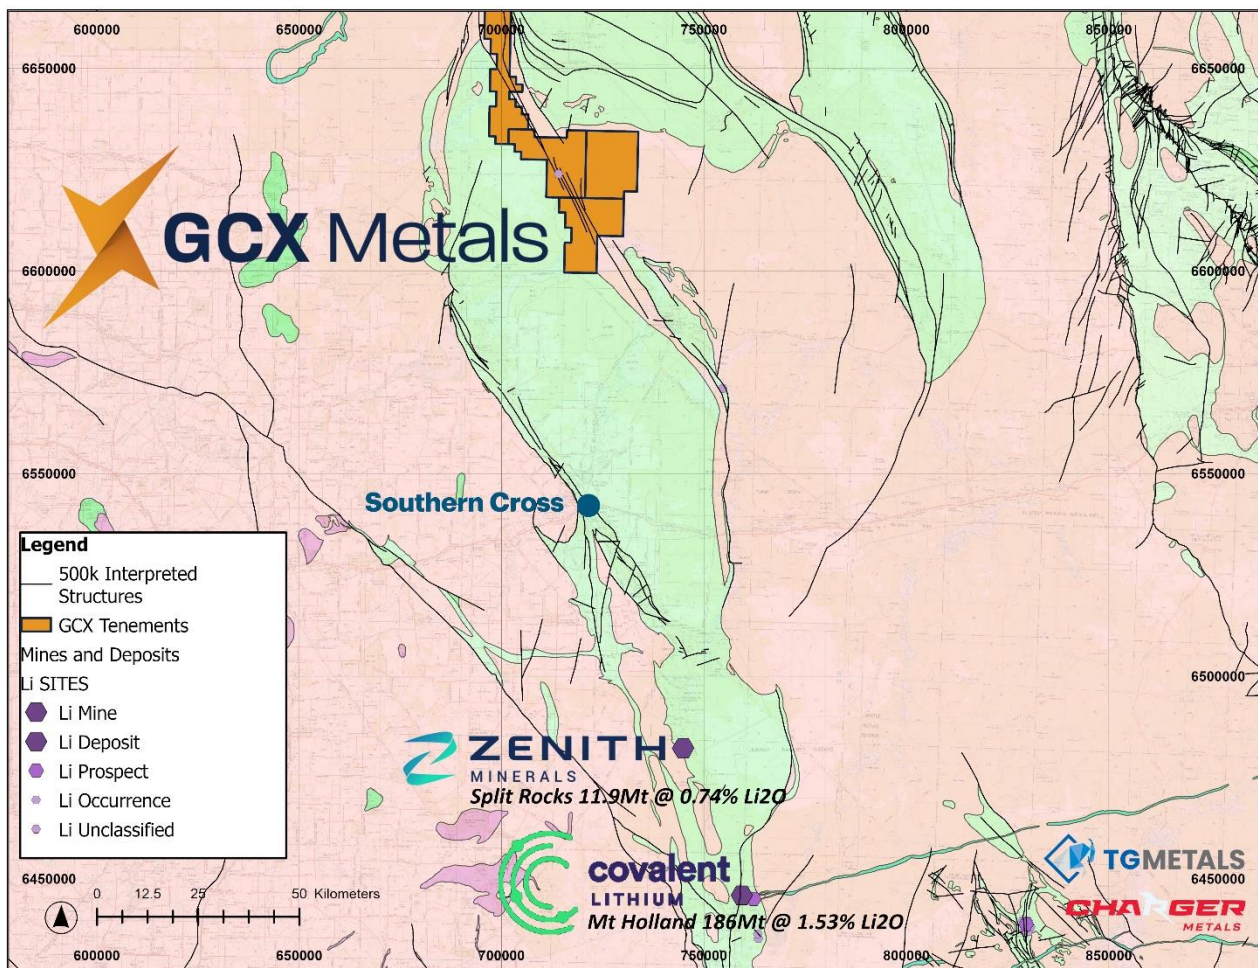 600000
650000
700000
750000
800000
850000
6650000
6650000
GCX Metals
6600000
6600000
6550000
6550000
Southern Cross
Legend
500k Interpreted
Structures
GCX Tenements
Mines and Deposits
Li SITES
Li Mine
Li Deposit
Li Prospect
Li Occurrence
Li Unclassified
6500000
ZENITH
MINERALS
Split Rocks 11.9Mt @ 0.74% Li2O
covalent
LITHIUM
Mt Holland 186Mt @ 1.53% Li2O
TGMETALS
6450000
6450000
CHARGER
METALS
0 12.5 25 50 Kilometers
600000
650000
700000
750000
800000
850000